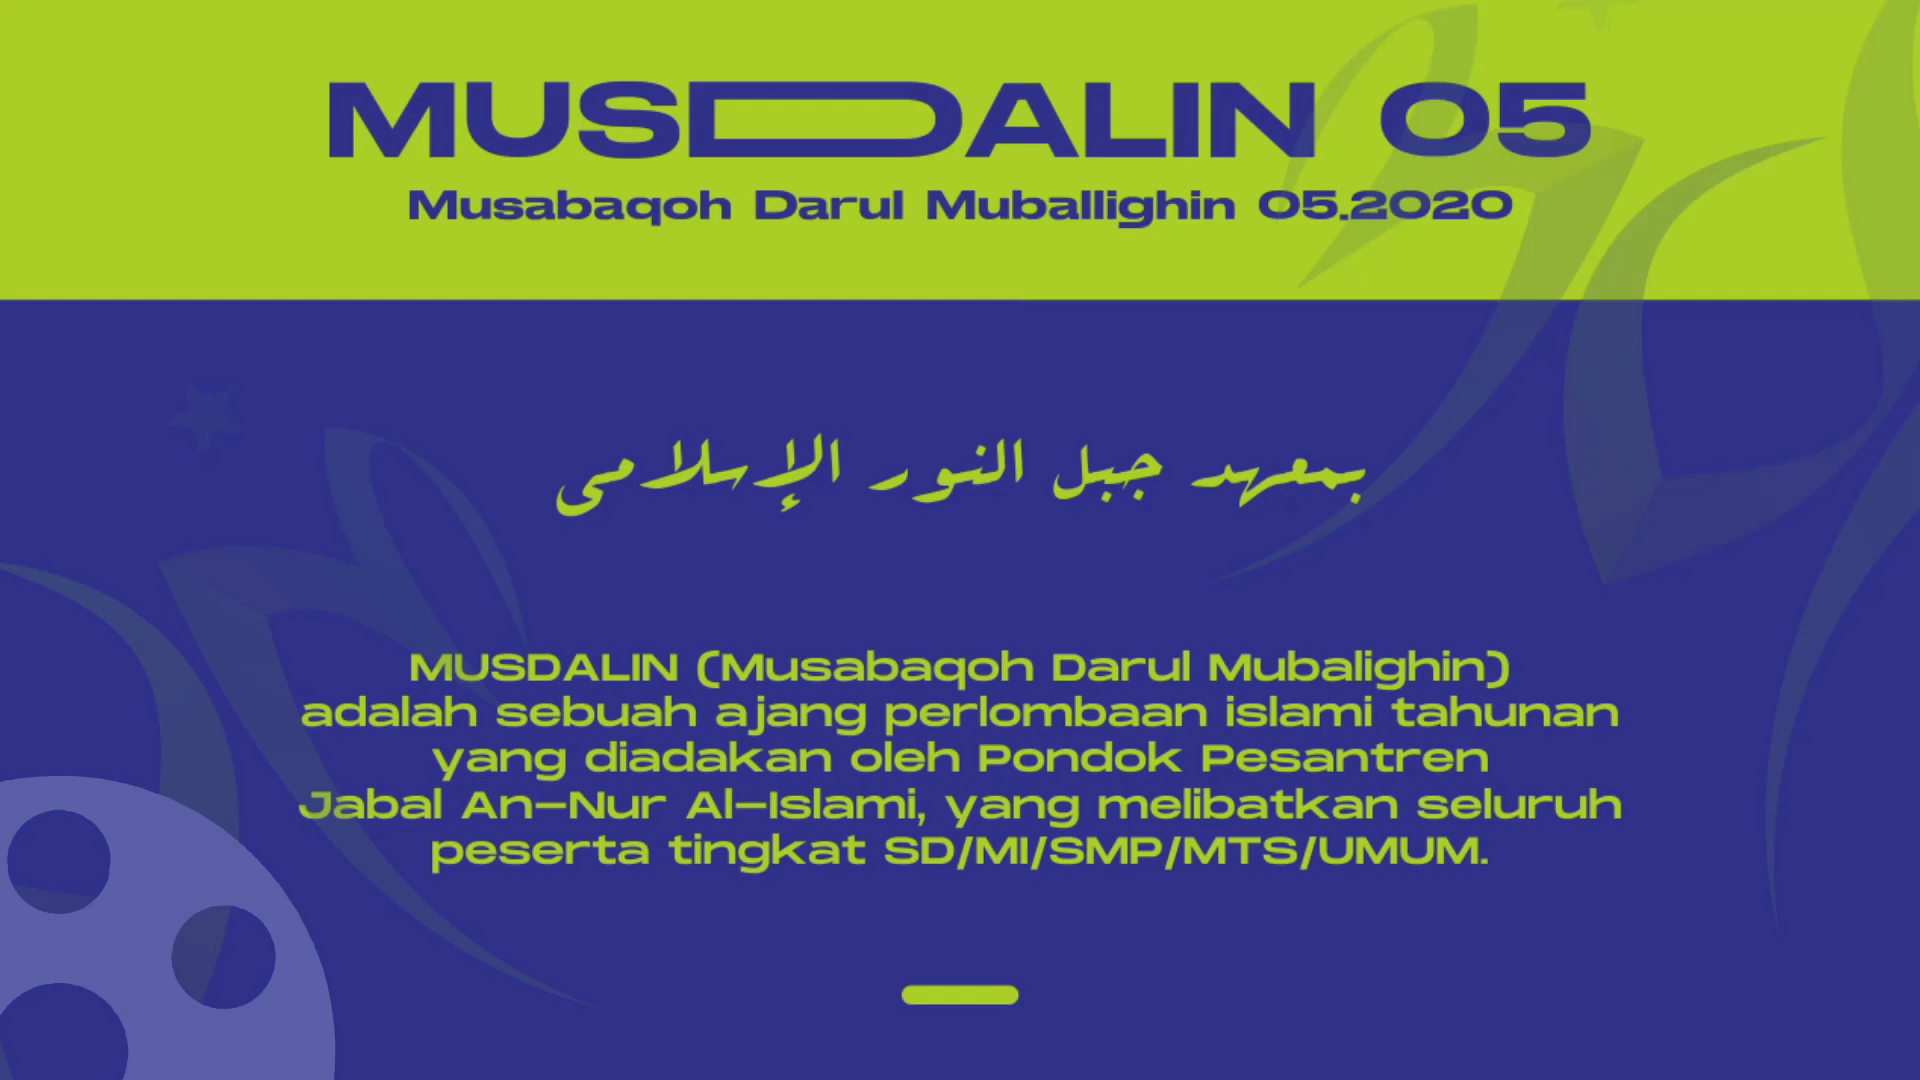 MUSDALIN 05
Musabaqoh Darul Muballighin 05.2020
بمعهد جبل النور الإسلامى
MUSDALIN (Musabaqoh Darul Mubalighin)
adalah sebuah ajang perlombaan islami tahunan
yang diadakan oleh Pondok Pesantren
Jabal An-Nur Al-Islami, yang melibatkan seluruh
peserta tingkat SD/MI/SMP/MTS/UMUM.